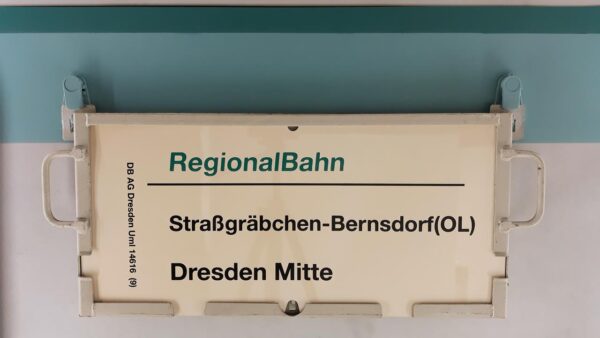 RegionalBahn
Straßgräbchen-Bernsdorf(OL)
Dresden Mitte
DB AG Dresden Uml 14616 (9)